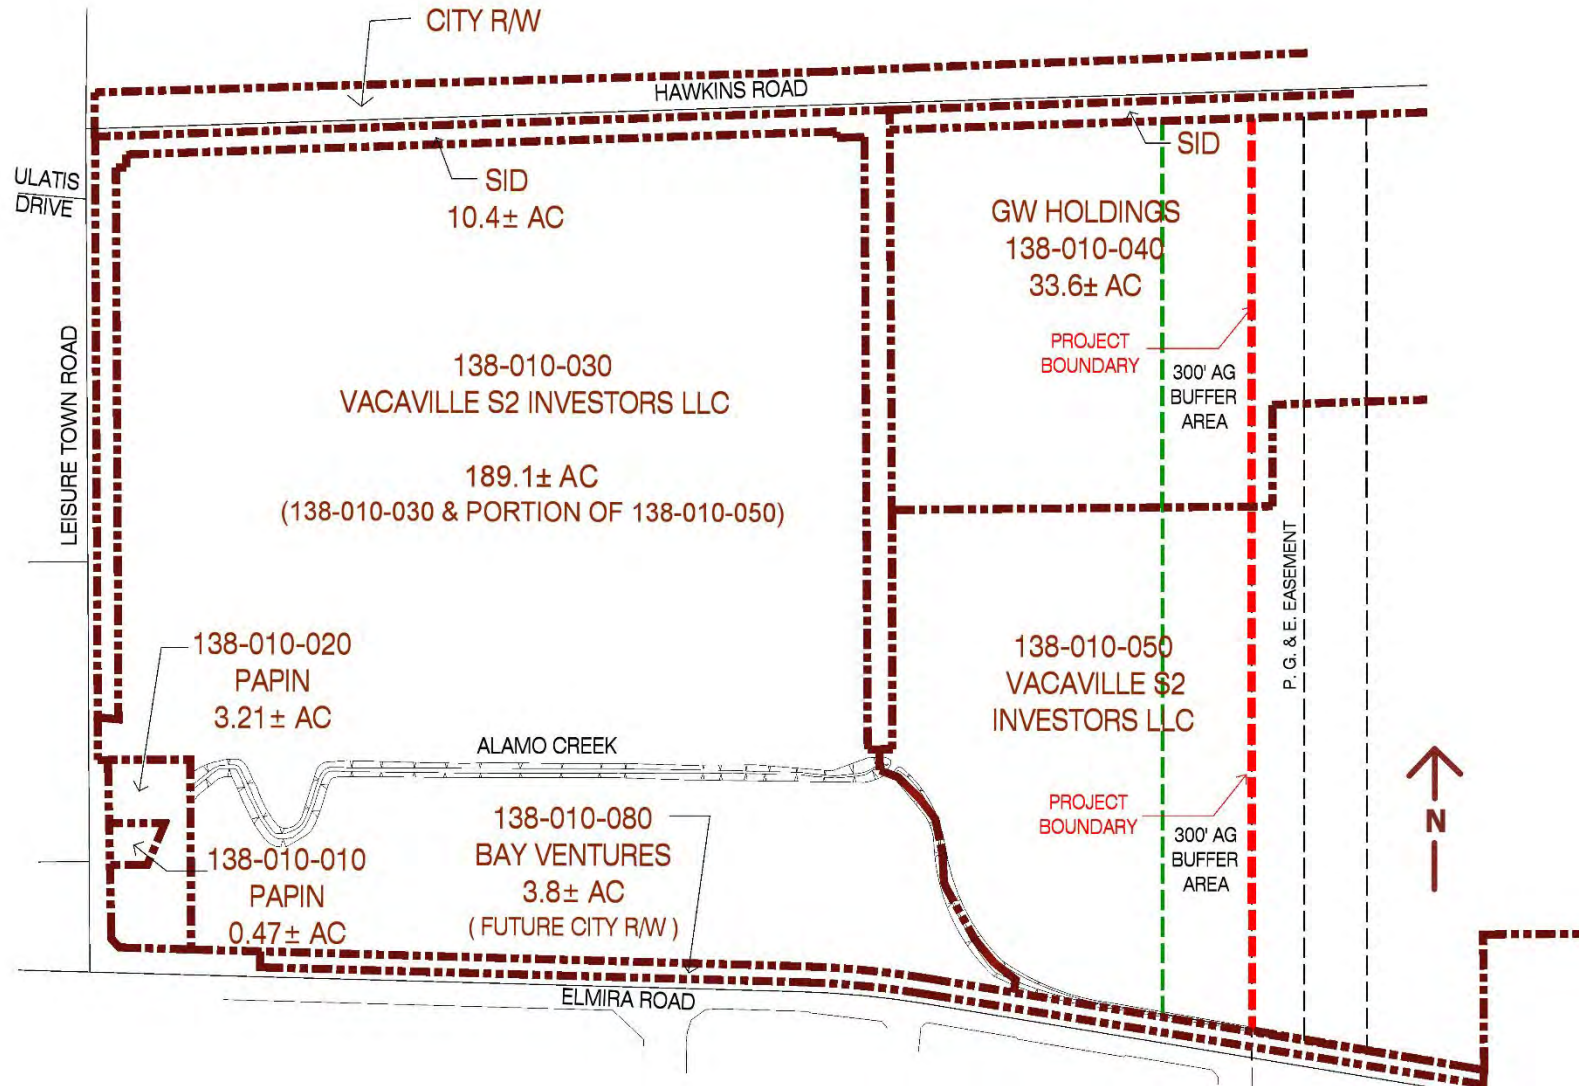 CITY R/W
HAWKINS ROAD
SID
ULATIS
DRIVE
SID
10.4± AC
GW HOLDINGS
138-010-040
33.6± AC
LEISURE TOWN ROAD
PROJECT
BOUNDARY
300' AG
BUFFER
AREA
138-010-030
VACAVILLE S2 INVESTORS LLC
189.1± AC
(138-010-030 & PORTION OF 138-010-050)
P. G. & E. EASEMENT
138-010-020
PAPIN
3.21± AC
138-010-050
VACAVILLE S2
INVESTORS LLC
ALAMO CREEK
PROJECT
BOUNDARY
300' AG
BUFFER
AREA
N
138-010-080
BAY VENTURES
3.8± AC
( FUTURE CITY R/W )
138-010-010
PAPIN
0.47± AC
ELMIRA ROAD